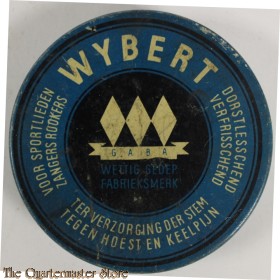 WYBERT
VOOR SPORTLIEDEN
ZANGERS ROOKERS
DORSTLESSCHEND
VERFRISSCHEND
GABA
WETTIG GEDEP
FABRIEKSMERK
TER VERZORGING DER STEM
TEGEN HOEST EN KEELPIJN
© The Quartermaster Store